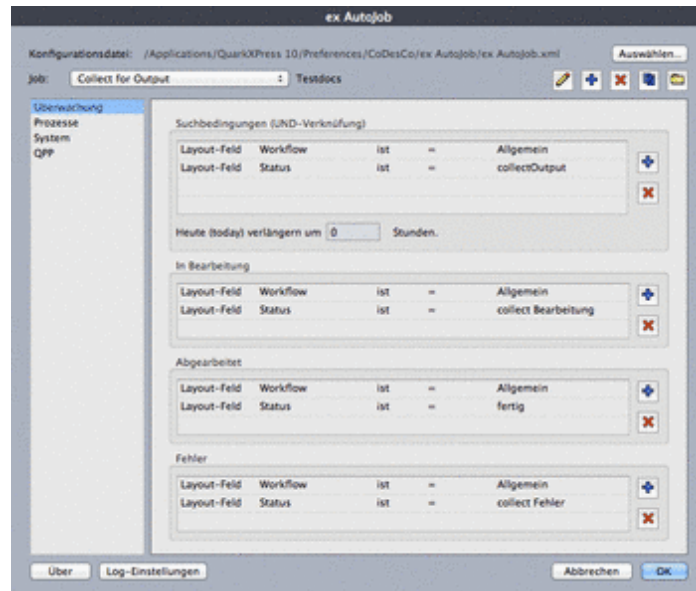 ex AutoJob
Konfigurationsdatei: /Applications/QuarkXPress 10/Preferences/CoDesCo/ex AutoJob/ex AutoJob.xml Auswählen...
Job: Collect for Output Testdocs
Überwachung
Prozesse
System
QPP
Suchbedingungen (UND-Verknüfung)
Layout-Feld Workflow ist = Allgemein
Layout-Feld Status ist = collectOutput
Heute (today) verlängern um 0 Stunden.
In Bearbeitung
Layout-Feld Workflow ist = Allgemein
Layout-Feld Status ist = collect Bearbeitung
Abgearbeitet
Layout-Feld Workflow ist = Allgemein
Layout-Feld Status ist = fertig
Fehler
Layout-Feld Workflow ist = Allgemein
Layout-Feld Status ist = collect Fehler
Über Log-Einstellungen Abbrechen OK